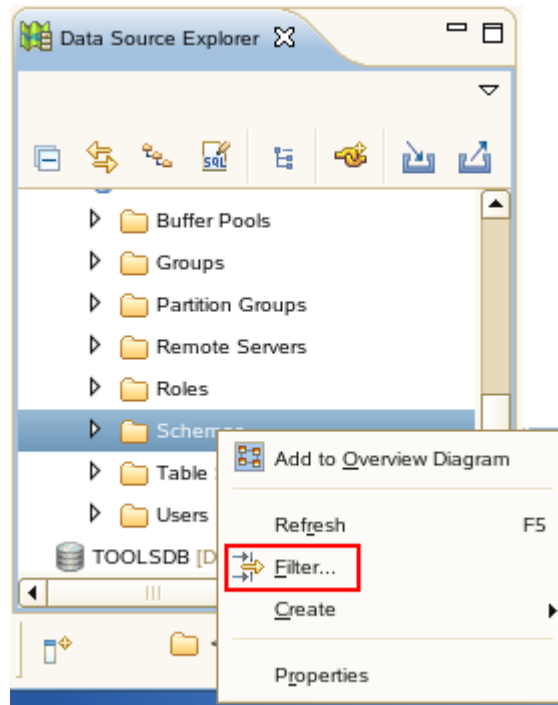 Data Source Explorer
Buffer Pools
Groups
Partition Groups
Remote Servers
Roles
Schemas
Add to Overview Diagram
Table
Users
Refresh F5
TOOLSDB [D
Filter...
Create
Properties